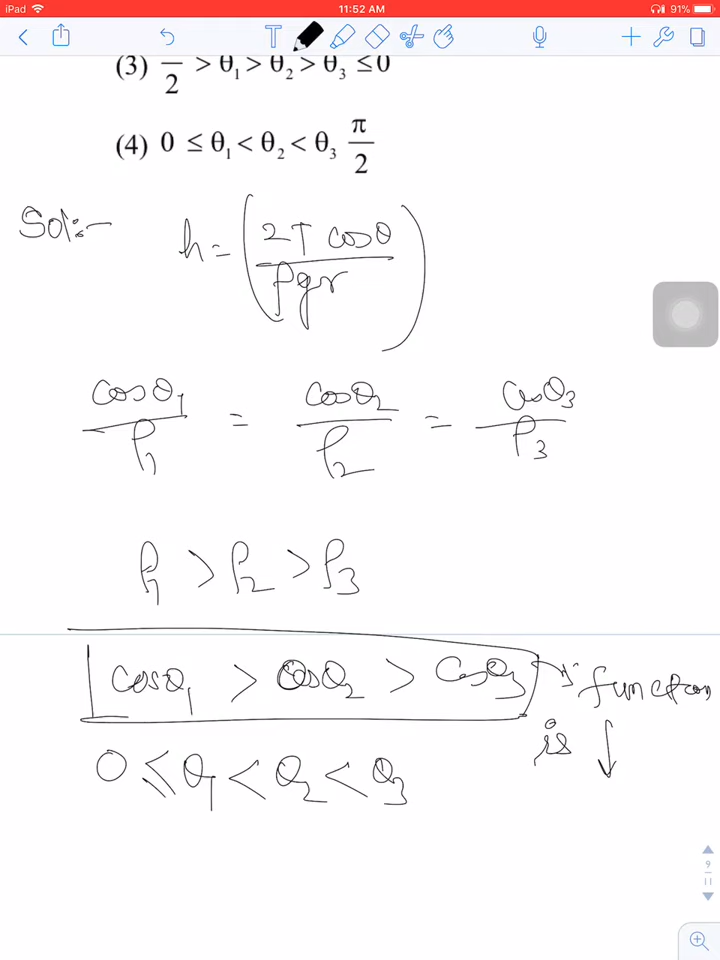 iPad 11:52 AM 91%
T
(3) /2 > θ₁ > θ₂ > θ₃ ≤ 0
(4) 0 ≤ θ₁ < θ₂ < θ₃ π/2
Sol:-
h = (2T cosθ / ρgr)
cosθ₁/ρ₁ = cosθ₂/ρ₂ = cosθ₃/ρ₃
ρ₁ > ρ₂ > ρ₃
cosθ₁ > cosθ₂ > cosθ₃ → function
is ↓
0 ≤ θ₁ < θ₂ < θ₃
9
11